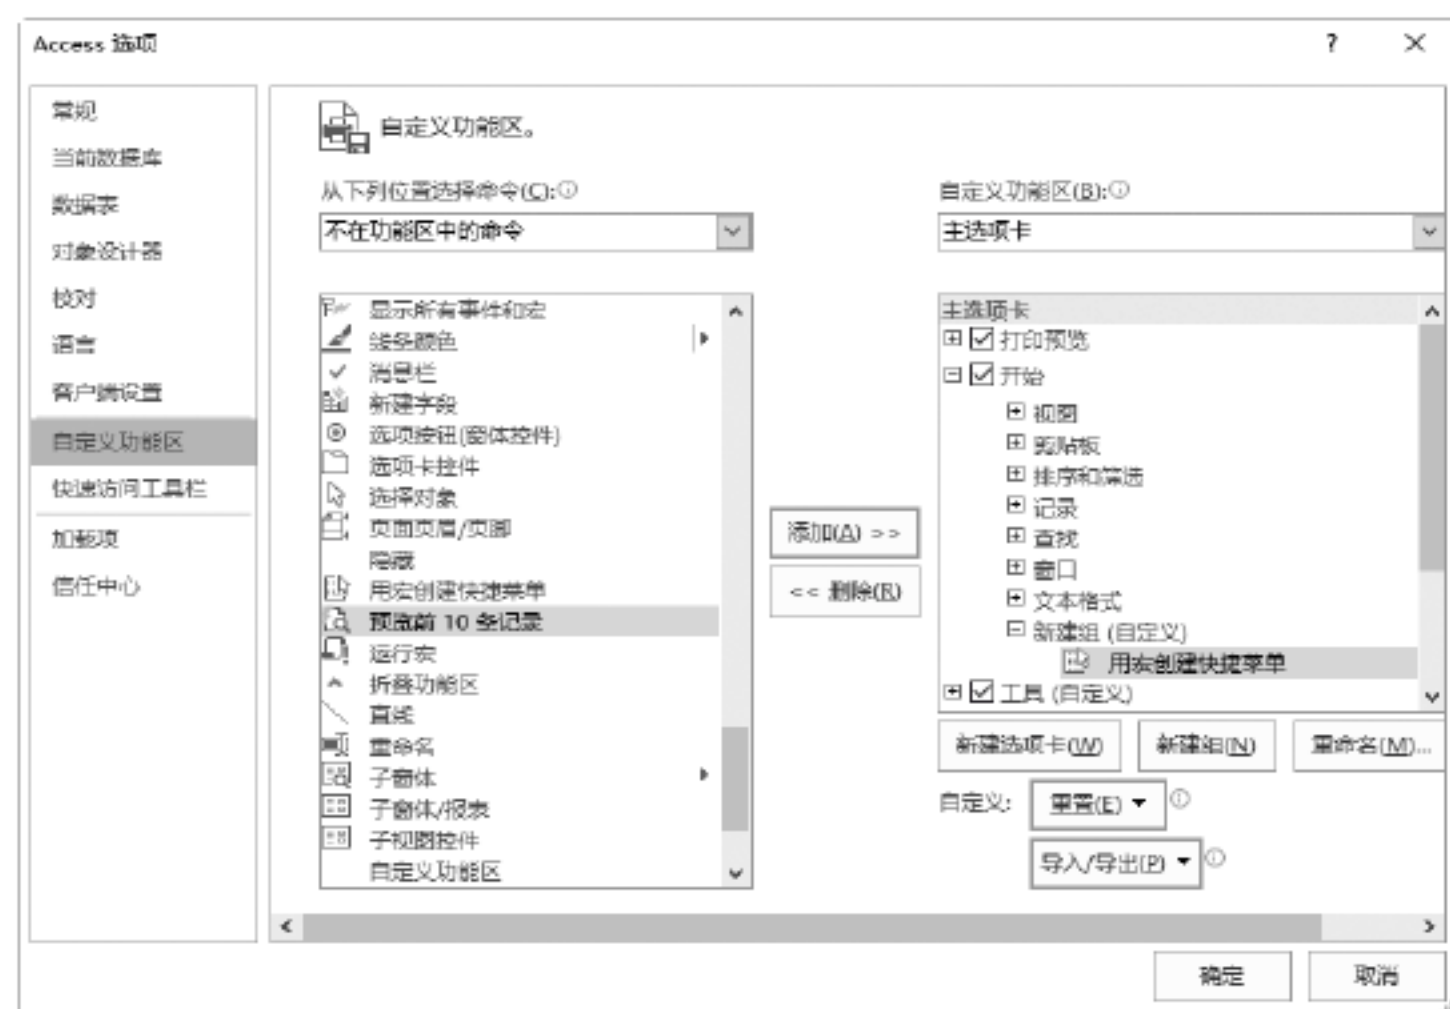 Access 选项
?
常规
当前数据库
数据表
对象设计器
校对
语言
客户端设置
自定义功能区
快速访问工具栏
加载项
信任中心
自定义功能区。
从下列位置选择命令(C):
不在功能区中的命令
显示所有事件和宏
线条颜色
消息栏
新建字段
选项按钮(窗体控件)
选项卡控件
选择对象
页面页眉/页脚
隐藏
用宏创建快捷菜单
预览前 10 条记录
运行宏
折叠功能区
直线
重命名
子窗体
子窗体/报表
子视图控件
自定义功能区
添加(A) >>
<< 删除(R)
自定义功能区(B):
主选项卡
主选项卡
打印预览
开始
视图
剪贴板
排序和筛选
记录
查找
窗口
文本格式
新建组 (自定义)
用宏创建快捷菜单
工具 (自定义)
新建选项卡(W)
新建组(N)
重命名(M)...
自定义:
重置(E)
导入/导出(P)
确定
取消